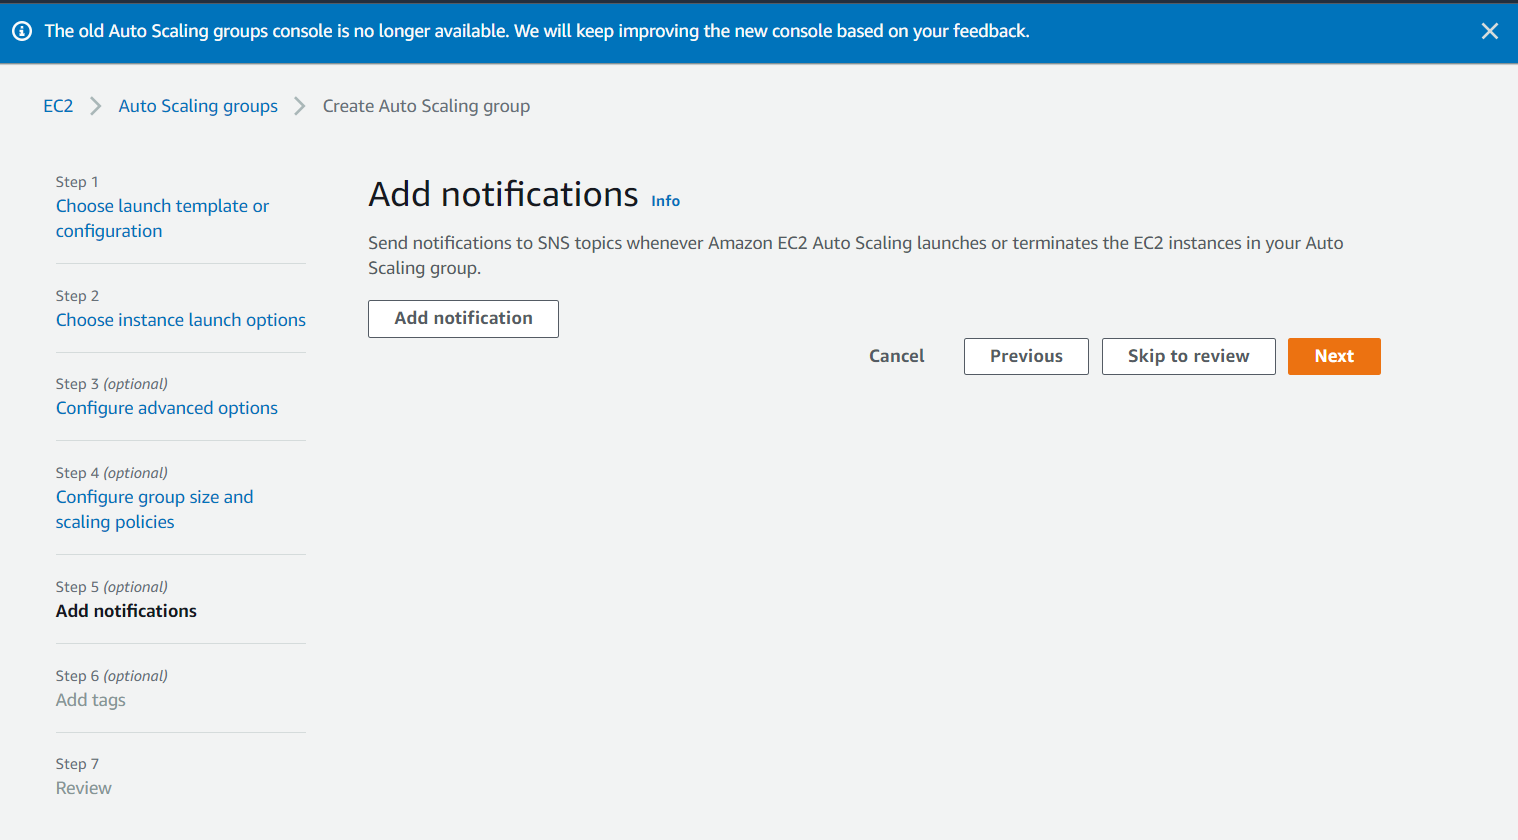 The old Auto Scaling groups console is no longer available. We will keep improving the new console based on your feedback.
EC2 > Auto Scaling groups > Create Auto Scaling group
Step 1
Choose launch template or
configuration
Step 2
Choose instance launch options
Step 3 (optional)
Configure advanced options
Step 4 (optional)
Configure group size and
scaling policies
Step 5 (optional)
Add notifications
Step 6 (optional)
Add tags
Step 7
Review
Add notifications Info
Send notifications to SNS topics whenever Amazon EC2 Auto Scaling launches or terminates the EC2 instances in your Auto
Scaling group.
Add notification
Cancel Previous Skip to review Next